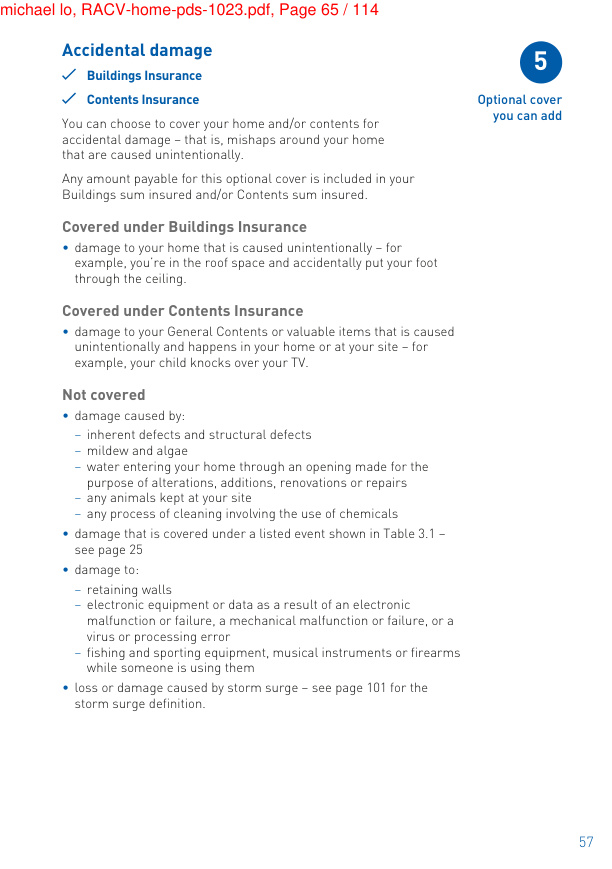 michael lo, RACV-home-pds-1023.pdf, Page 65 / 114
Accidental damage
Buildings Insurance
Contents Insurance
5
Optional cover
you can add
You can choose to cover your home and/or contents for
accidental damage – that is, mishaps around your home
that are caused unintentionally.
Any amount payable for this optional cover is included in your
Buildings sum insured and/or Contents sum insured.
Covered under Buildings Insurance
• damage to your home that is caused unintentionally – for
example, you're in the roof space and accidentally put your foot
through the ceiling.
Covered under Contents Insurance
• damage to your General Contents or valuable items that is caused
unintentionally and happens in your home or at your site – for
example, your child knocks over your TV.
Not covered
• damage caused by:
– inherent defects and structural defects
– mildew and algae
– water entering your home through an opening made for the
purpose of alterations, additions, renovations or repairs
– any animals kept at your site
– any process of cleaning involving the use of chemicals
• damage that is covered under a listed event shown in Table 3.1 –
see page 25
• damage to:
– retaining walls
– electronic equipment or data as a result of an electronic
malfunction or failure, a mechanical malfunction or failure, or a
virus or processing error
– fishing and sporting equipment, musical instruments or firearms
while someone is using them
• loss or damage caused by storm surge – see page 101 for the
storm surge definition.
57